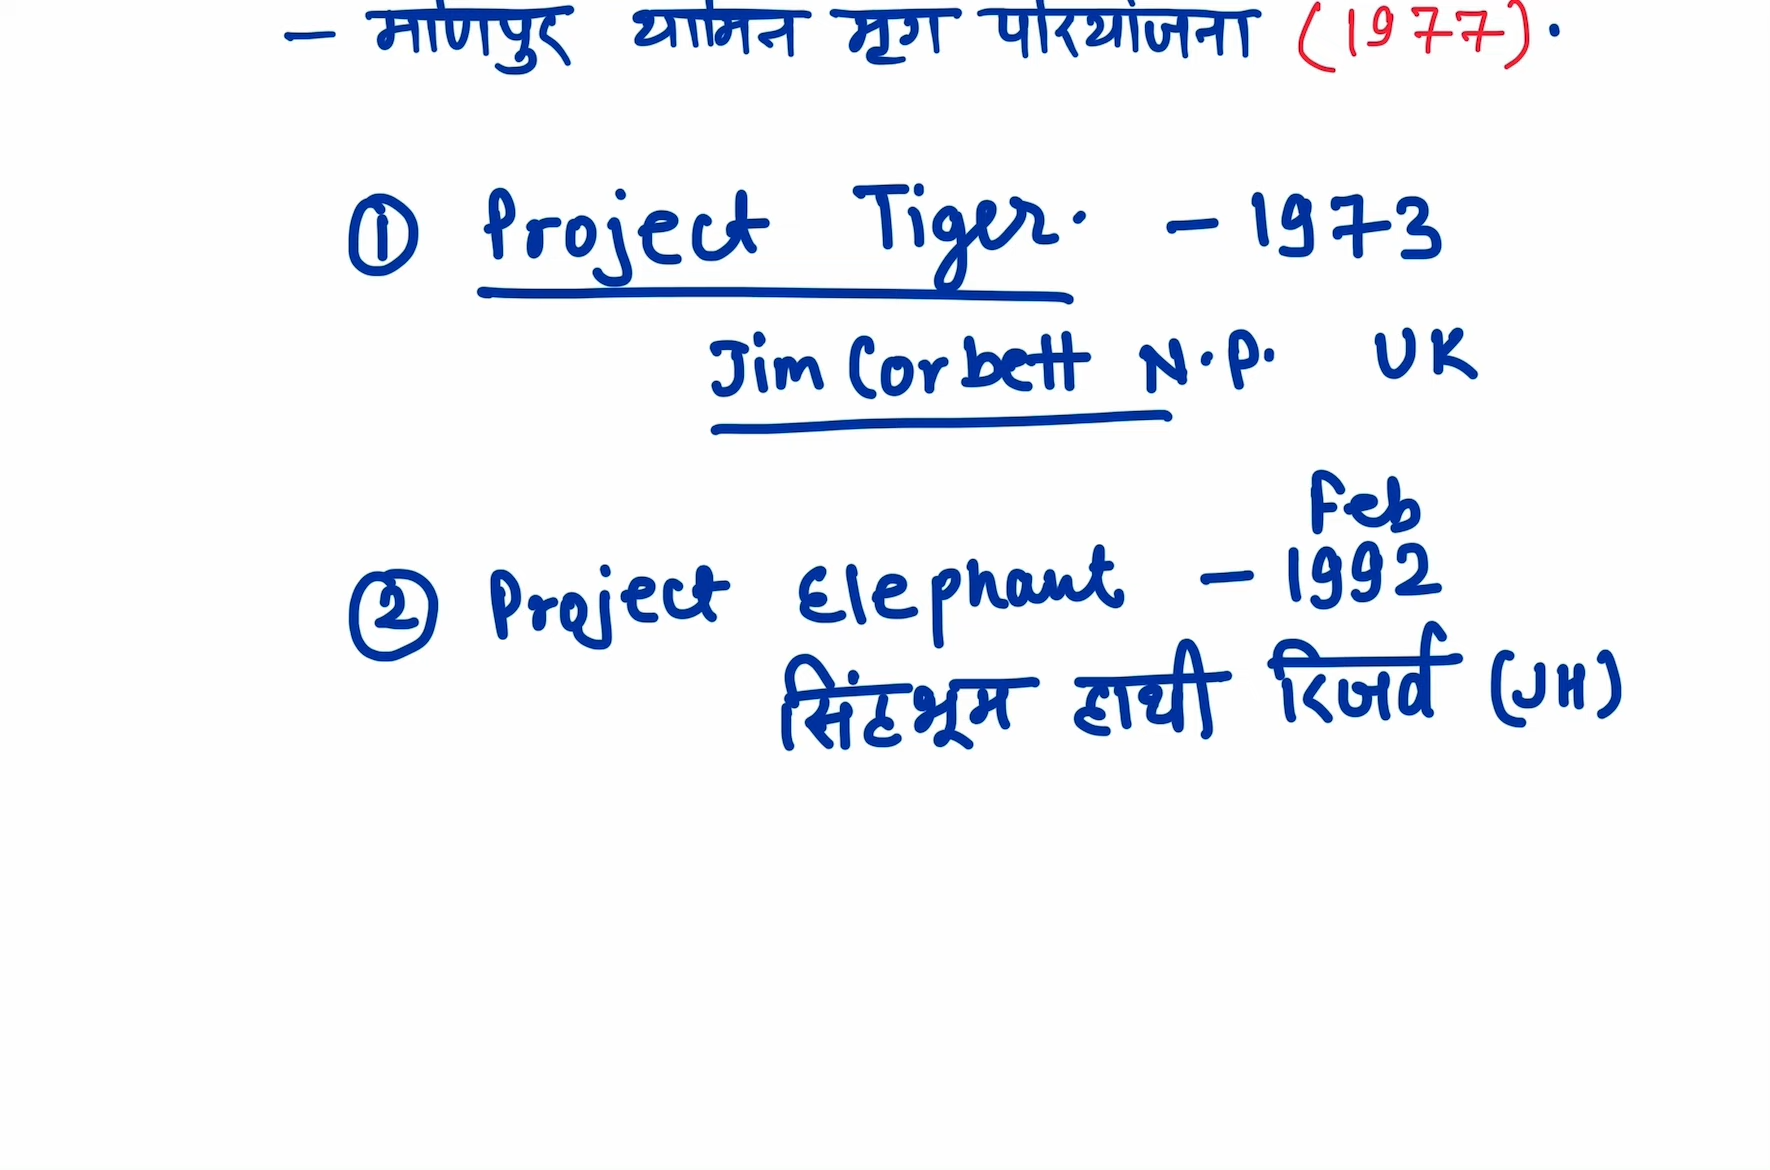 – मणिपुर थामिन मृग परियोजना (1977).
① Project Tiger. – 1973
Jim Corbett N.P. UK
Feb
② Project Elephant – 1992
सिंहभूम हाथी रिजर्व (JH)